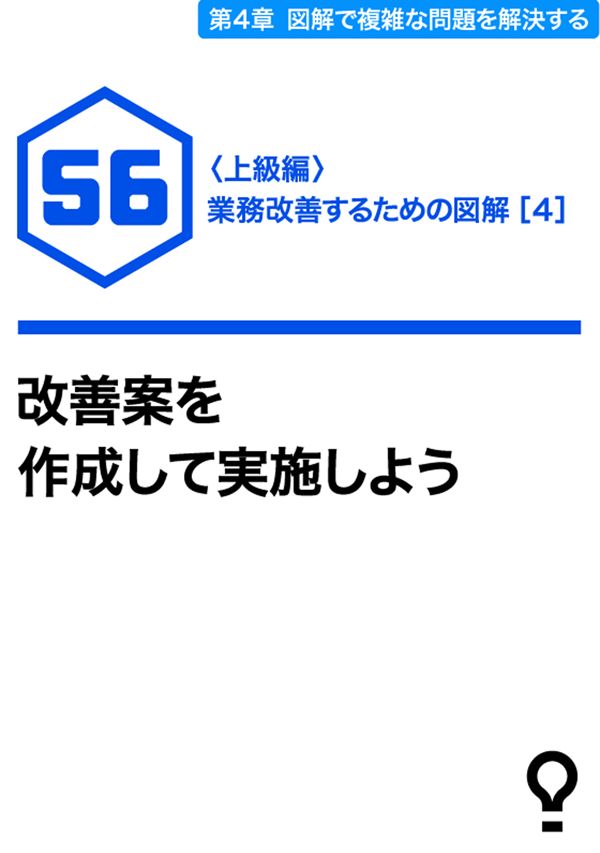 第4章 図解で複雑な問題を解決する
56
〈上級編〉
業務改善するための図解［4］
改善案を
作成して実施しよう